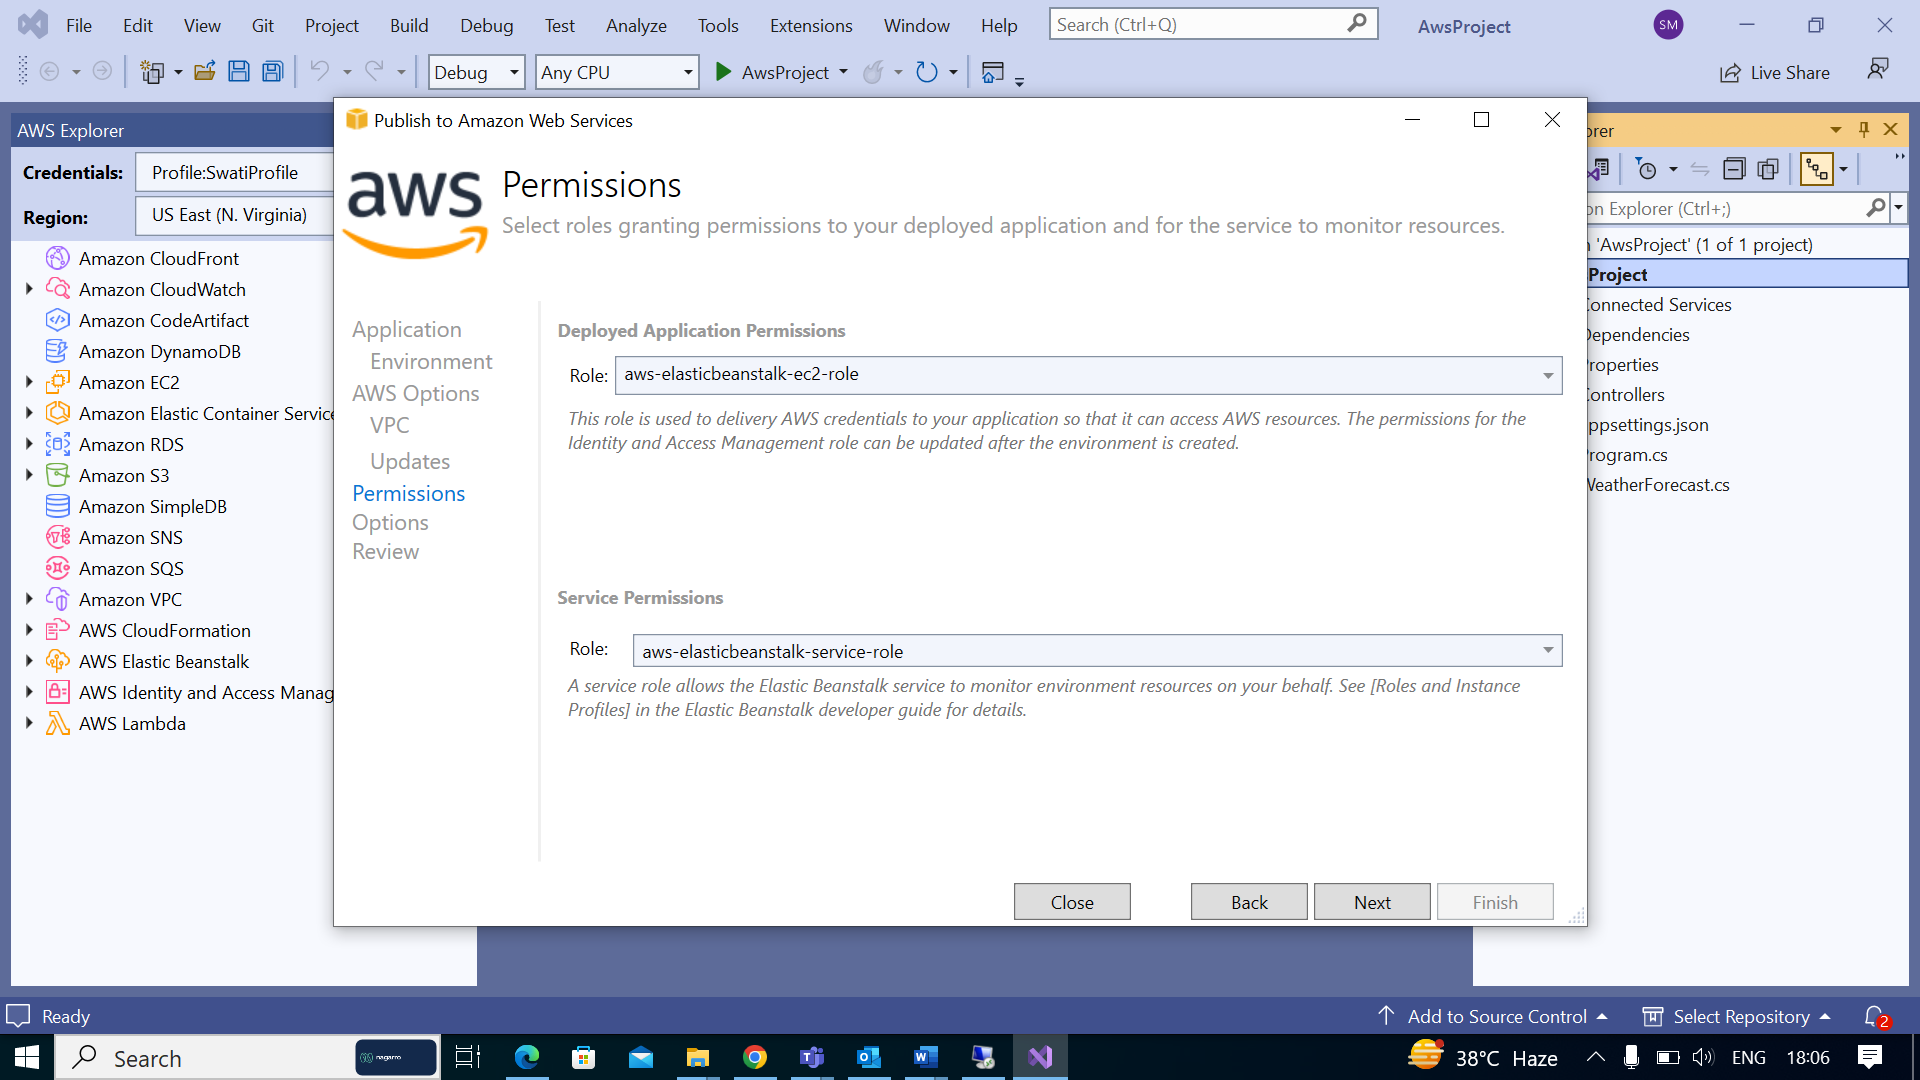 File Edit View Git Project Build Debug Test Analyze Tools Extensions Window Help Search (Ctrl+Q) AwsProject SM
Debug Any CPU AwsProject Live Share
AWS Explorer
Credentials: Profile:SwatiProfile
Region: US East (N. Virginia)
Amazon CloudFront
Amazon CloudWatch
Amazon CodeArtifact
Amazon DynamoDB
Amazon EC2
Amazon Elastic Container Service
Amazon RDS
Amazon S3
Amazon SimpleDB
Amazon SNS
Amazon SQS
Amazon VPC
AWS CloudFormation
AWS Elastic Beanstalk
AWS Identity and Access Manag
AWS Lambda
Publish to Amazon Web Services
aws
Permissions
Select roles granting permissions to your deployed application and for the service to monitor resources.
Application
Environment
AWS Options
VPC
Updates
Permissions
Options
Review
Deployed Application Permissions
Role: aws-elasticbeanstalk-ec2-role
This role is used to delivery AWS credentials to your application so that it can access AWS resources. The permissions for the
Identity and Access Management role can be updated after the environment is created.
Service Permissions
Role: aws-elasticbeanstalk-service-role
A service role allows the Elastic Beanstalk service to monitor environment resources on your behalf. See [Roles and Instance
Profiles] in the Elastic Beanstalk developer guide for details.
Close Back Next Finish
orer
on Explorer (Ctrl+;)
n 'AwsProject' (1 of 1 project)
Project
Connected Services
Dependencies
roperties
Controllers
ppsettings.json
rogram.cs
WeatherForecast.cs
Ready Add to Source Control Select Repository 2
Search nagarro 38°C Haze ENG 18:06